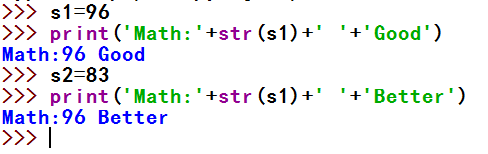 >>> s1=96
>>> print('Math:'+str(s1)+' '+'Good')
Math:96 Good
>>> s2=83
>>> print('Math:'+str(s1)+' '+'Better')
Math:96 Better
>>>